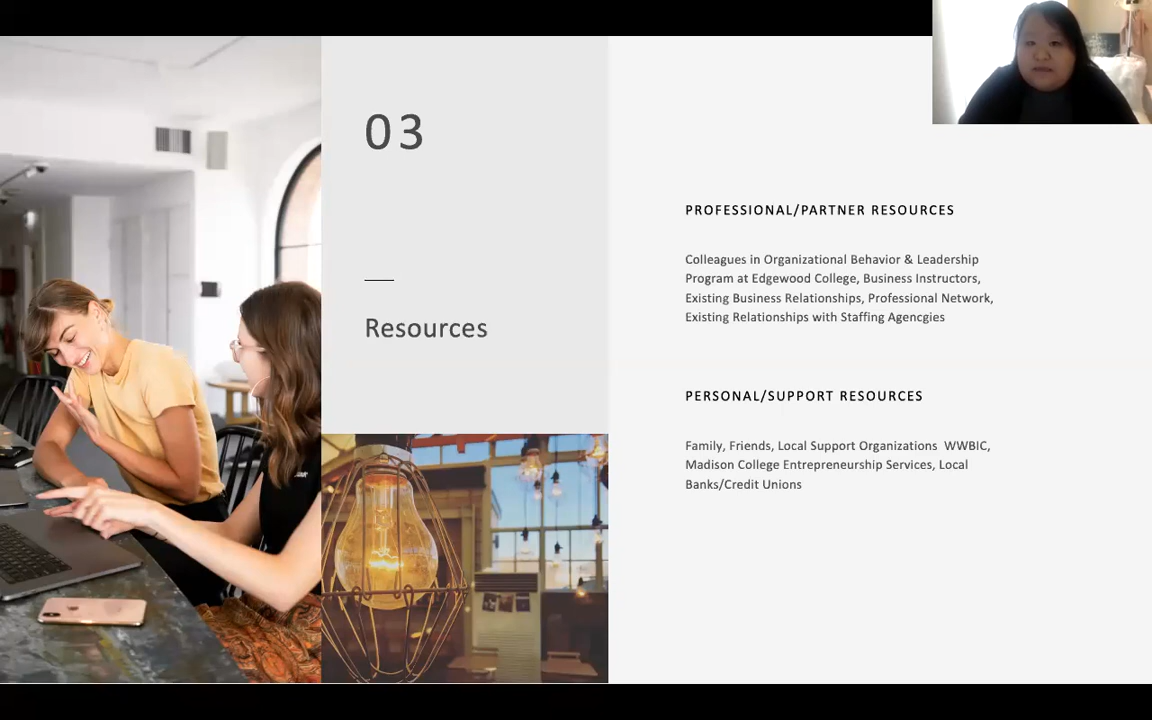 03
Resources
PROFESSIONAL/PARTNER RESOURCES
Colleagues in Organizational Behavior & Leadership
Program at Edgewood College, Business Instructors,
Existing Business Relationships, Professional Network,
Existing Relationships with Staffing Agencgies
PERSONAL/SUPPORT RESOURCES
Family, Friends, Local Support Organizations  WWBIC,
Madison College Entrepreneurship Services, Local
Banks/Credit Unions